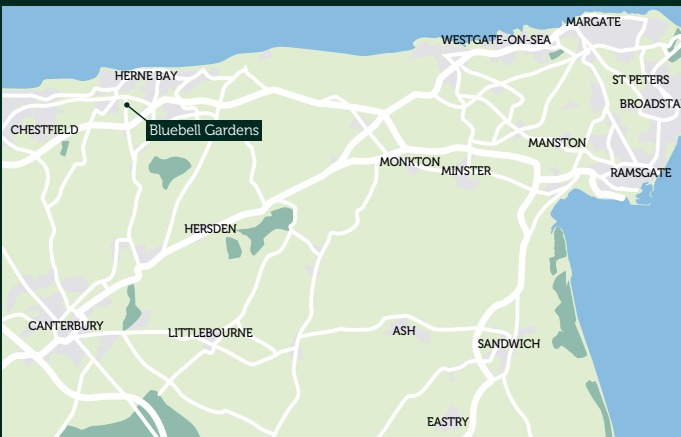 MARGATE
WESTGATE-ON-SEA
HERNE BAY
ST PETERS
BROADSTA
CHESTFIELD
Bluebell Gardens
MANSTON
MONKTON
MINSTER
RAMSGATE
HERSDEN
CANTERBURY
LITTLEBOURNE
ASH
SANDWICH
EASTRY